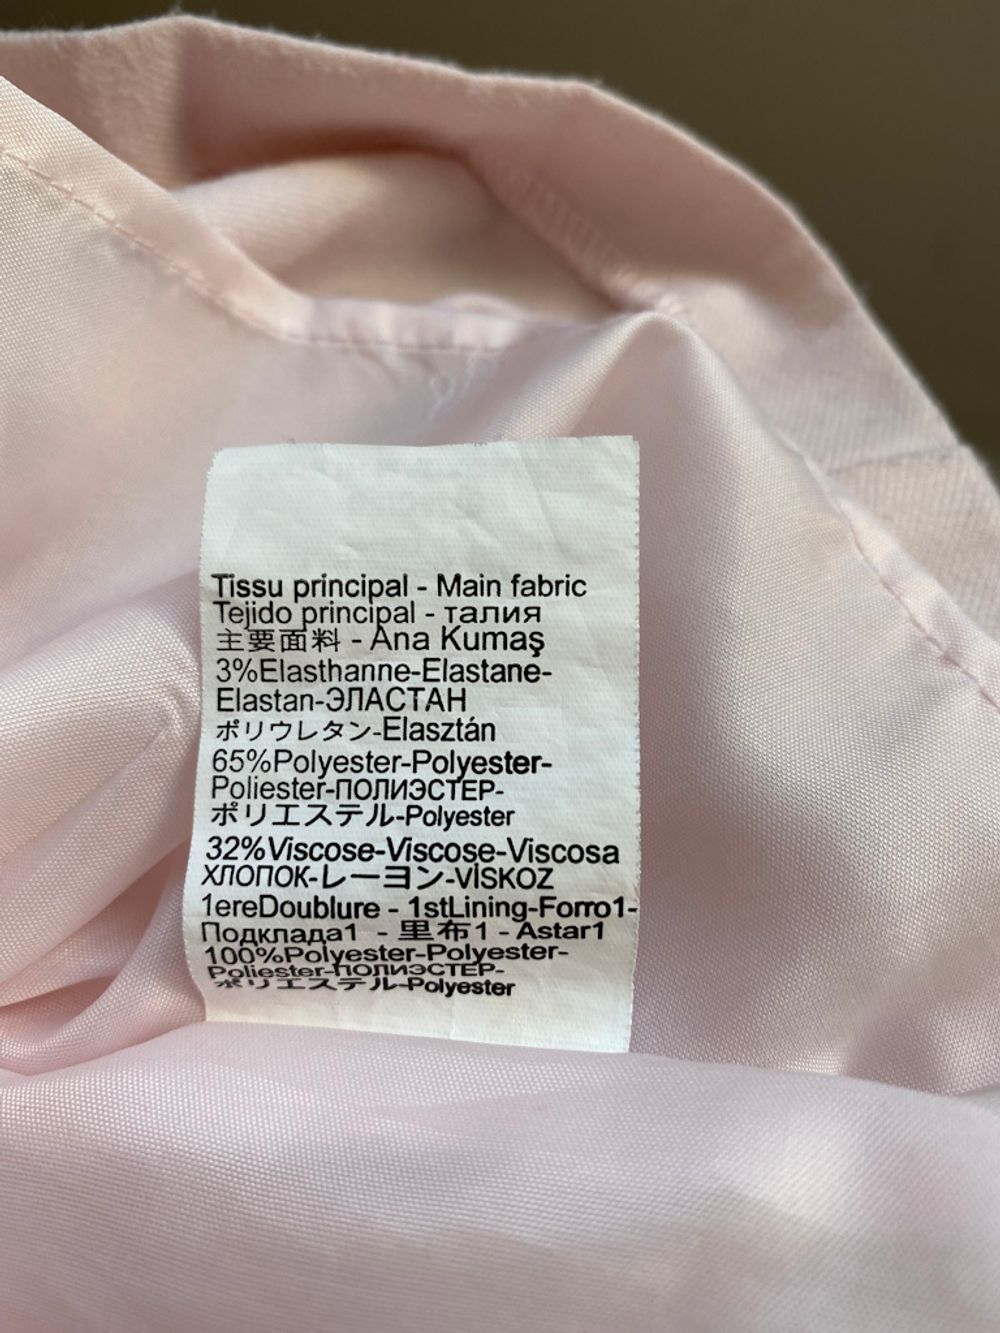 Tissu principal - Main fabric
Tejido principal - талия
主要面料 - Ana Kumaş
3%Elasthanne-Elastane-
Elastan-ЭЛАСТАН
ポリウレタン-Elasztán
65%Polyester-Polyester-
Poliester-ПОЛИЭСТЕР-
ポリエステル-Polyester
32%Viscose-Viscose-Viscosa
ХЛОПОК-レーヨン-VİSKOZ
1ereDoublure - 1stLining-Forro1-
Подклада1 - 里布1 - Astar1
100%Polyester-Polyester-
Poliester-ПОЛИЭСТЕР-
ポリエステル-Polyester